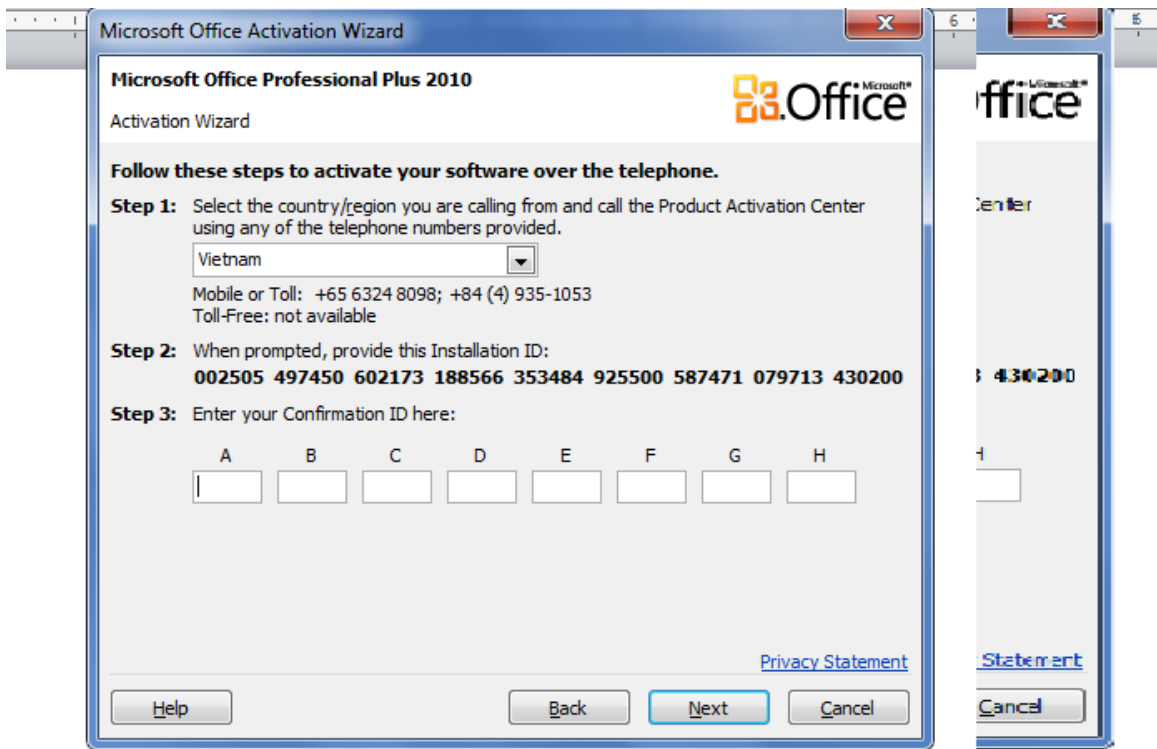 6
5
Microsoft Office Activation Wizard
Microsoft Office Professional Plus 2010
Microsoft®
Office
Activation Wizard
Follow these steps to activate your software over the telephone.
Step 1: Select the country/region you are calling from and call the Product Activation Center
using any of the telephone numbers provided.
Vietnam
Mobile or Toll: +65 6324 8098; +84 (4) 935-1053
Toll-Free: not available
Step 2: When prompted, provide this Installation ID:
002505 497450 602173 188566 353484 925500 587471 079713 430200
Step 3: Enter your Confirmation ID here:
A B C D E F G H
Privacy Statement
Help Back Next Cancel
ffice
Center
430200
H
Statement
Cancel